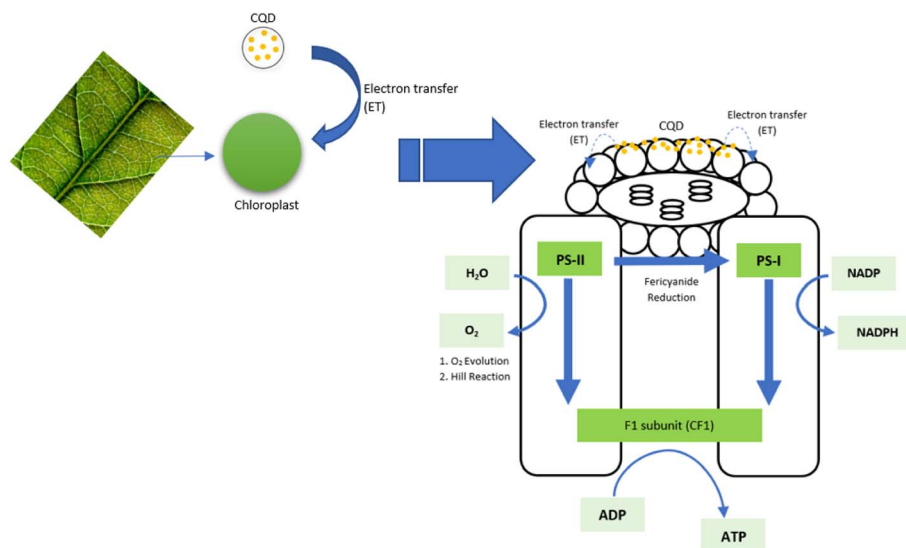 CQD
Electron transfer
(ET)
Chloroplast
Electron transfer
(ET)
CQD
Electron transfer
(ET)
PS-II
PS-I
H₂O
Fericyanide
Reduction
NADP
O₂
NADPH
1. O₂ Evolution
2. Hill Reaction
F1 subunit (CF1)
ADP
ATP